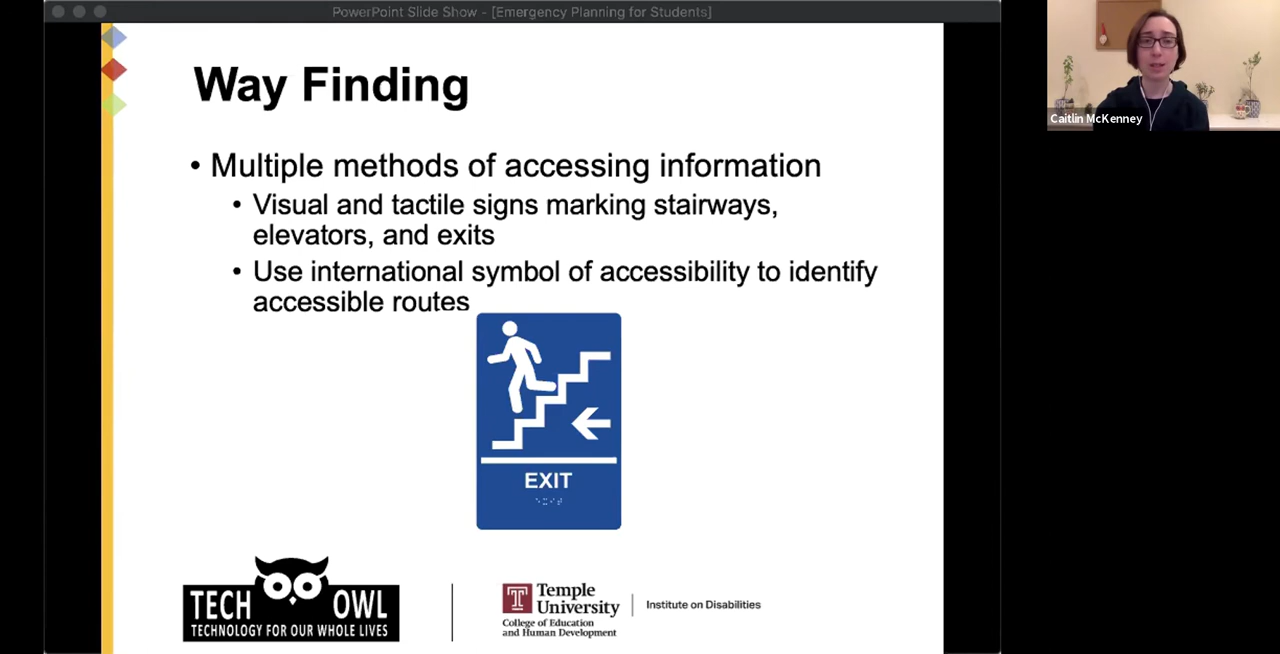 PowerPoint Slide Show - [Emergency Planning for Students]
Way Finding
• Multiple methods of accessing information
• Visual and tactile signs marking stairways,
elevators, and exits
• Use international symbol of accessibility to identify
accessible routes
EXIT
⠑⠭⠊⠞
TECH OWL
TECHNOLOGY FOR OUR WHOLE LIVES
T
Temple
University
College of Education
and Human Development
Institute on Disabilities
Caitlin McKenney